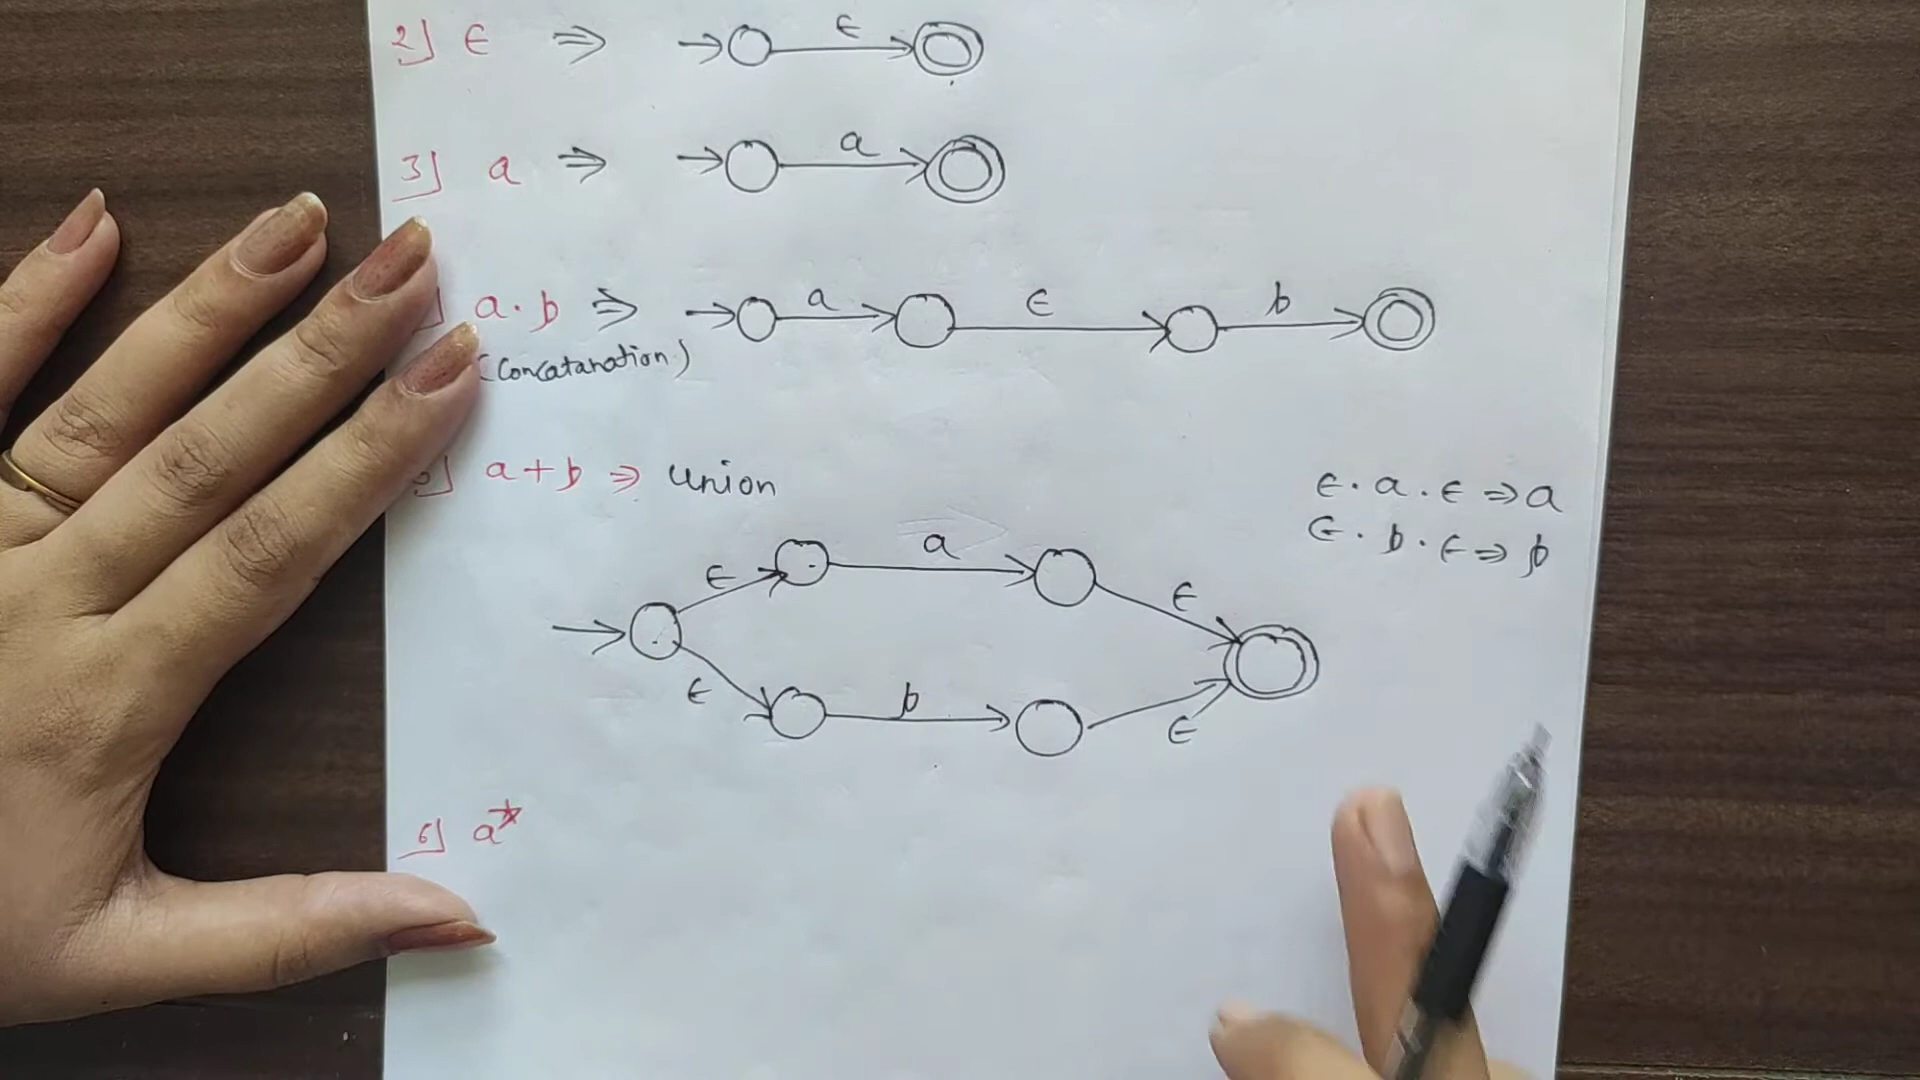 2] ϵ ⇒ → ϵ
3] a ⇒ → a
] a·b ⇒ → a ϵ b
(Concatanation)
] a+b ⇒ union
ϵ·a·ϵ ⇒ a
ϵ·b·ϵ ⇒ b
ϵ a ϵ
ϵ b ϵ
6] a*